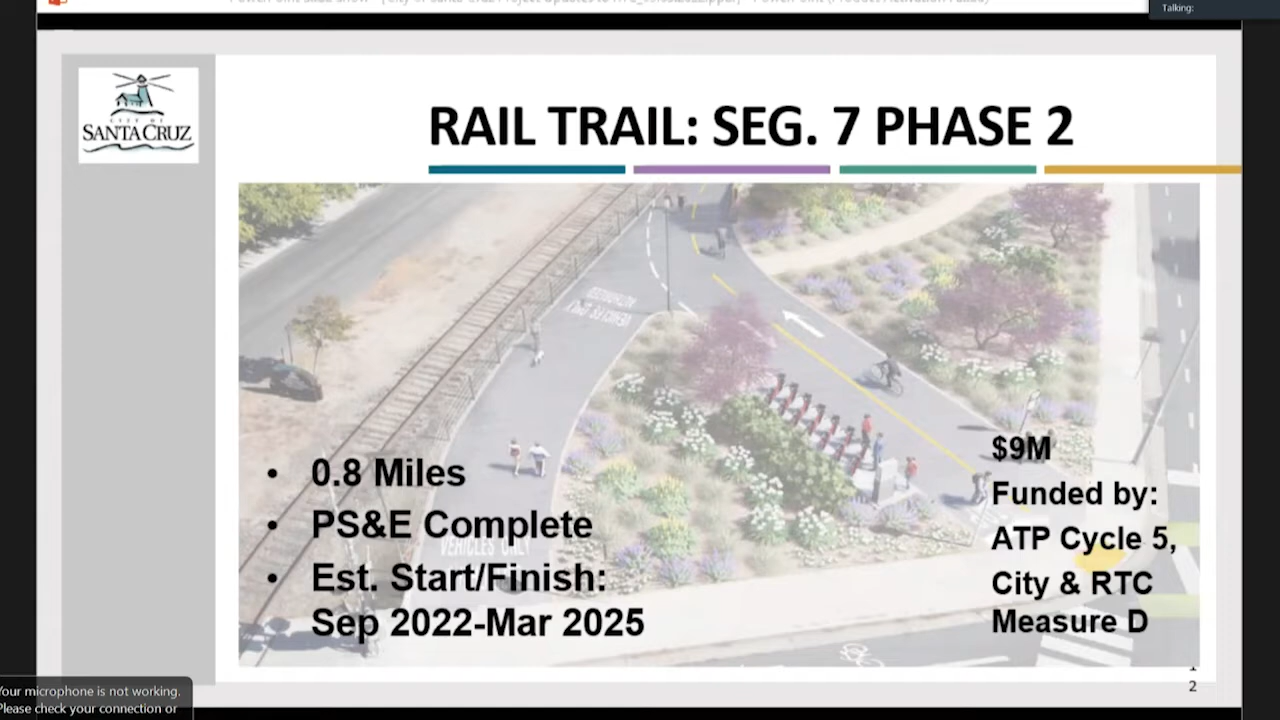 Talking:
CITY OF
SANTA CRUZ
RAIL TRAIL: SEG. 7 PHASE 2
• 0.8 Miles
• PS&E Complete
• Est. Start/Finish:
Sep 2022-Mar 2025
VEHICLES ONLY
$9M
Funded by:
ATP Cycle 5,
City & RTC
Measure D
1
2
Your microphone is not working.
Please check your connection or